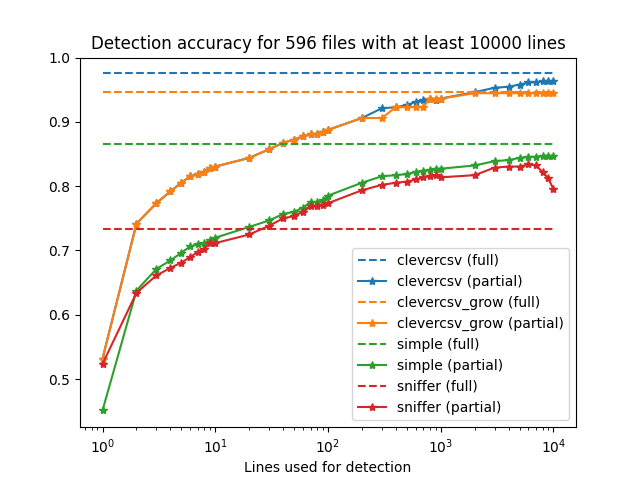 Detection accuracy for 596 files with at least 10000 lines
1.0
0.9
0.8
0.7
0.6
0.5
clevercsv (full)
clevercsv (partial)
clevercsv_grow (full)
clevercsv_grow (partial)
simple (full)
simple (partial)
sniffer (full)
sniffer (partial)
10⁰ 10¹ 10² 10³ 10⁴
Lines used for detection